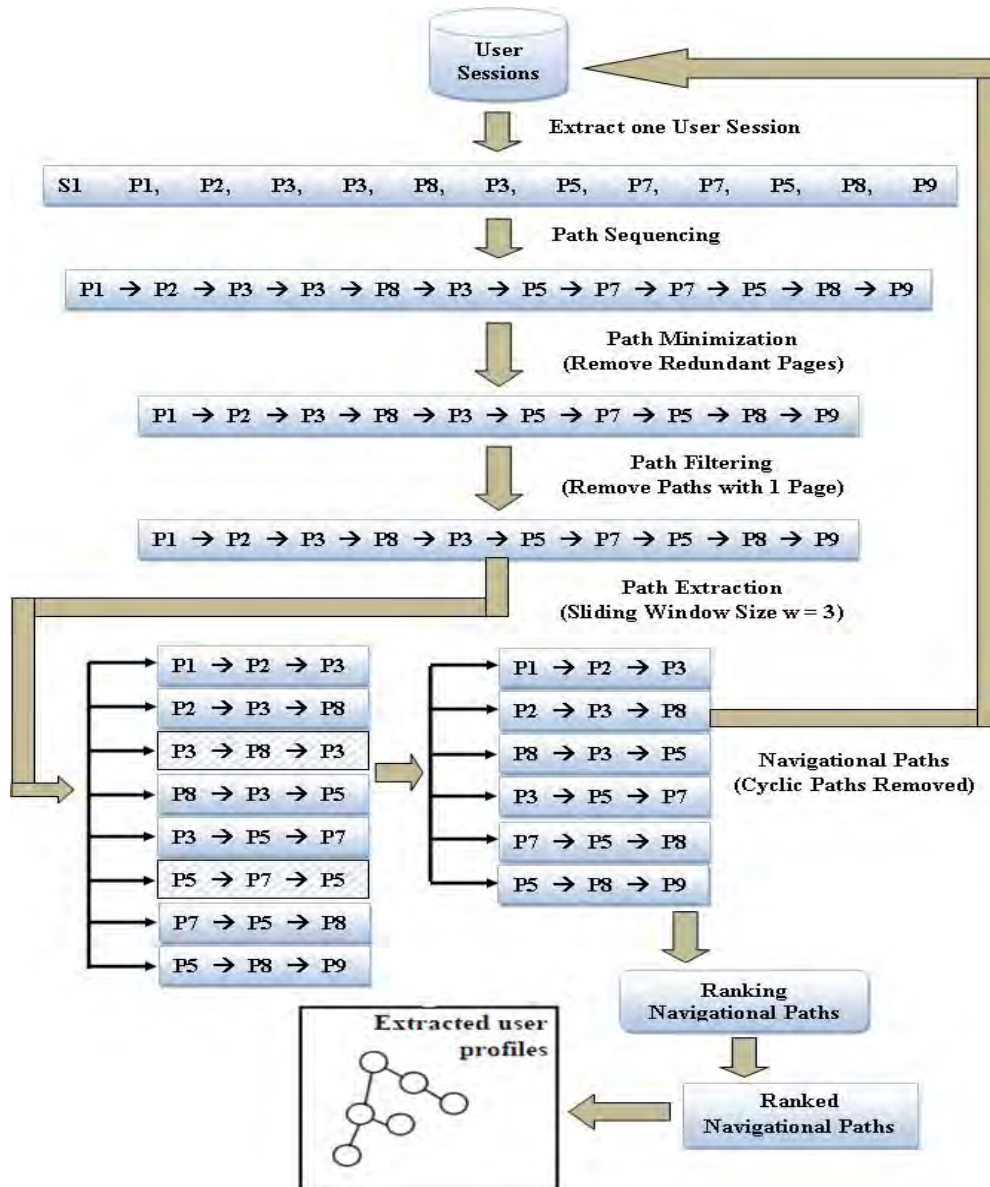 User
Sessions
Extract one User Session
S1 P1, P2, P3, P3, P8, P3, P5, P7, P7, P5, P8, P9
Path Sequencing
P1 → P2 → P3 → P3 → P8 → P3 → P5 → P7 → P7 → P5 → P8 → P9
Path Minimization
(Remove Redundant Pages)
P1 → P2 → P3 → P8 → P3 → P5 → P7 → P5 → P8 → P9
Path Filtering
(Remove Paths with 1 Page)
P1 → P2 → P3 → P8 → P3 → P5 → P7 → P5 → P8 → P9
Path Extraction
(Sliding Window Size w = 3)
P1 → P2 → P3
P2 → P3 → P8
P3 → P8 → P3
P8 → P3 → P5
P3 → P5 → P7
P5 → P7 → P5
P7 → P5 → P8
P5 → P8 → P9
P1 → P2 → P3
P2 → P3 → P8
P8 → P3 → P5
P3 → P5 → P7
P7 → P5 → P8
P5 → P8 → P9
Navigational Paths
(Cyclic Paths Removed)
Ranking
Navigational Paths
Ranked
Navigational Paths
Extracted user
profiles